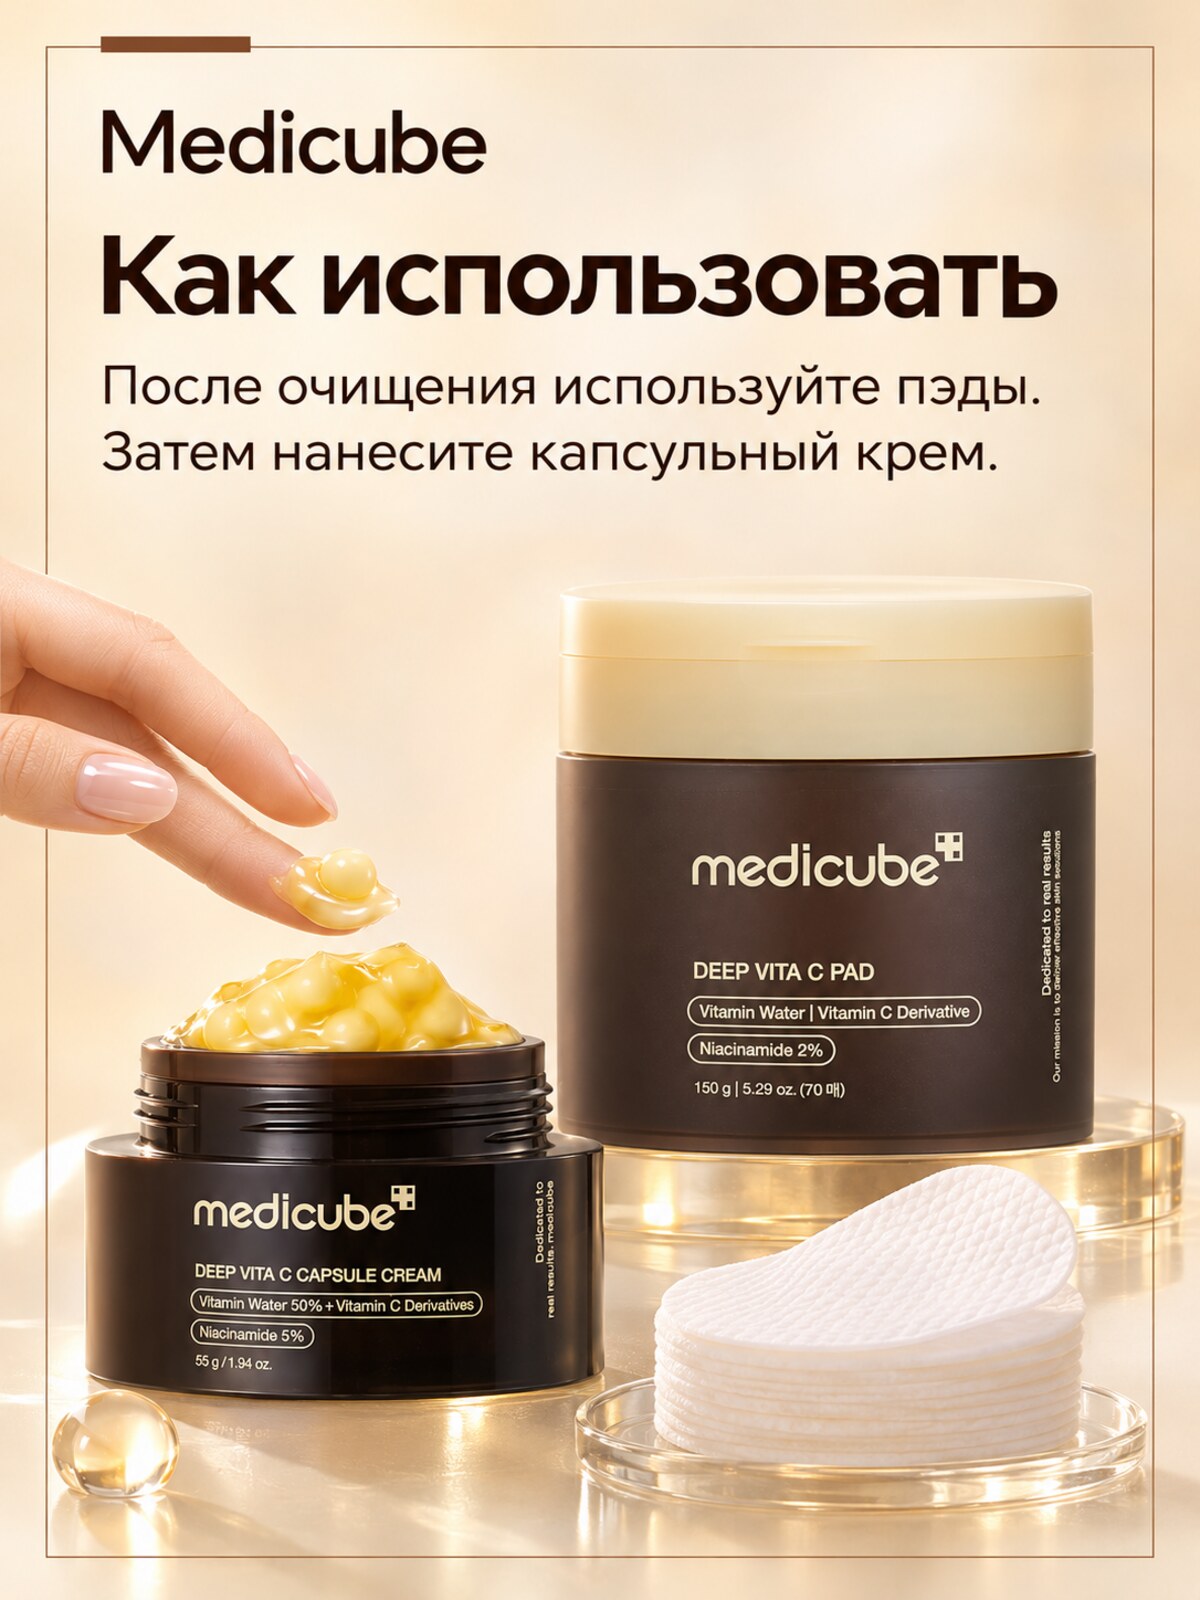 Medicube
Как использовать
После очищения используйте пэды.
Затем нанесите капсульный крем.
medicube
DEEP VITA C PAD
Vitamin Water | Vitamin C Derivative
Niacinamide 2%
150 g | 5.29 oz. (70 매)
Dedicated to real results
Our mission is to deliver effective skin solutions
medicube
DEEP VITA C CAPSULE CREAM
Vitamin Water 50% + Vitamin C Derivatives
Niacinamide 5%
55 g / 1.94 oz.
Dedicated to
real results. medicube